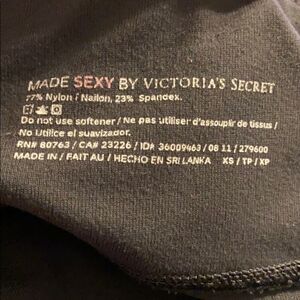 MADE SEXY BY VICTORIA'S SECRET
77% Nylon / Nailon, 23% Spandex.
Do not use softener / Ne pas utiliser d'assouplir de tissus /
No Utilice el suavizador.
RN# 80763 / CA# 23226 / ID# 36009463 / 08 11 / 279600
MADE IN / FAIT AU / HECHO EN SRI LANKA XS / TP / XP